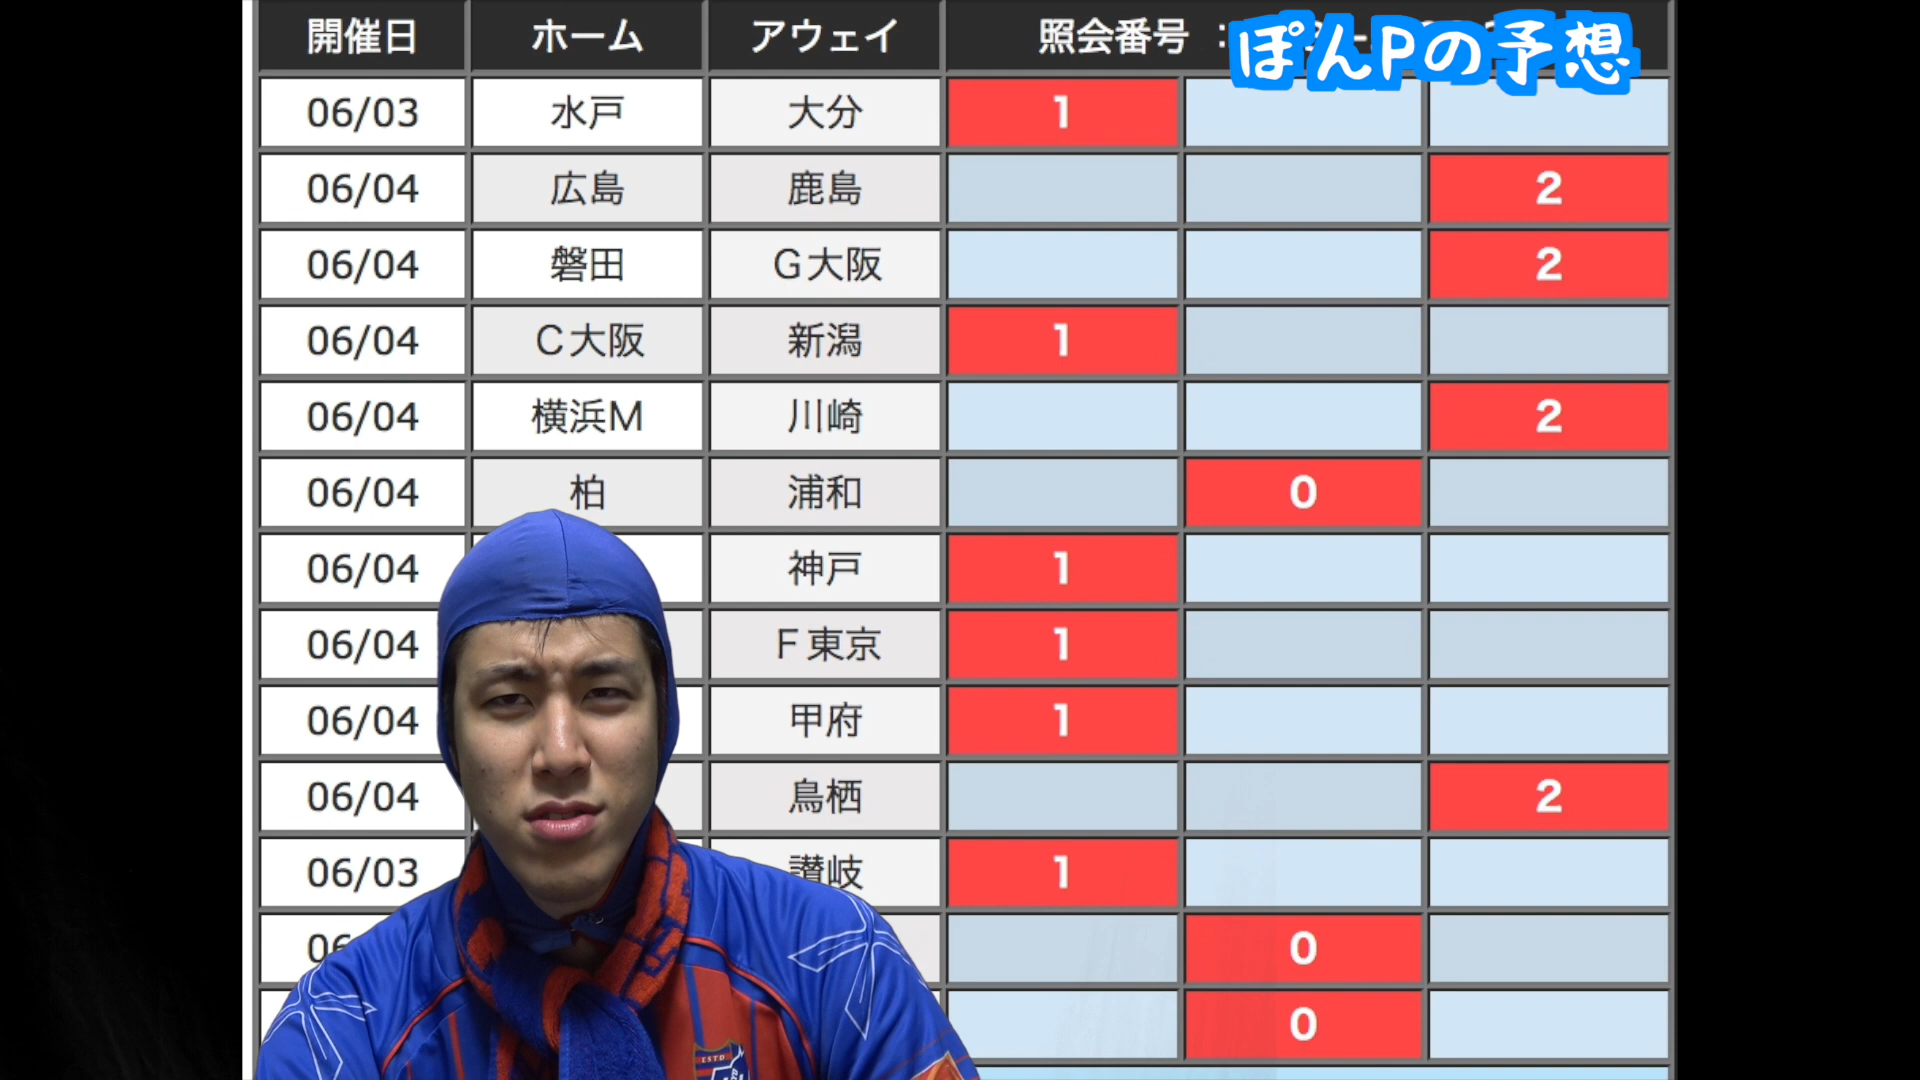 開催日 ホーム アウェイ 照会番号 :
ぽんPの予想
06/03 水戸 大分 1
06/04 広島 鹿島 2
06/04 磐田 G大阪 2
06/04 C大阪 新潟 1
06/04 横浜M 川崎 2
06/04 柏 浦和 0
06/04 神戸 1
06/04 F東京 1
06/04 甲府 1
06/04 鳥栖 2
06/03 讃岐 1
06 0
0
ESTD